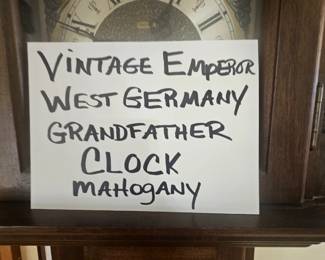 VINTAGE EMPEROR
WEST GERMANY
GRANDFATHER
CLOCK
MAHOGANY